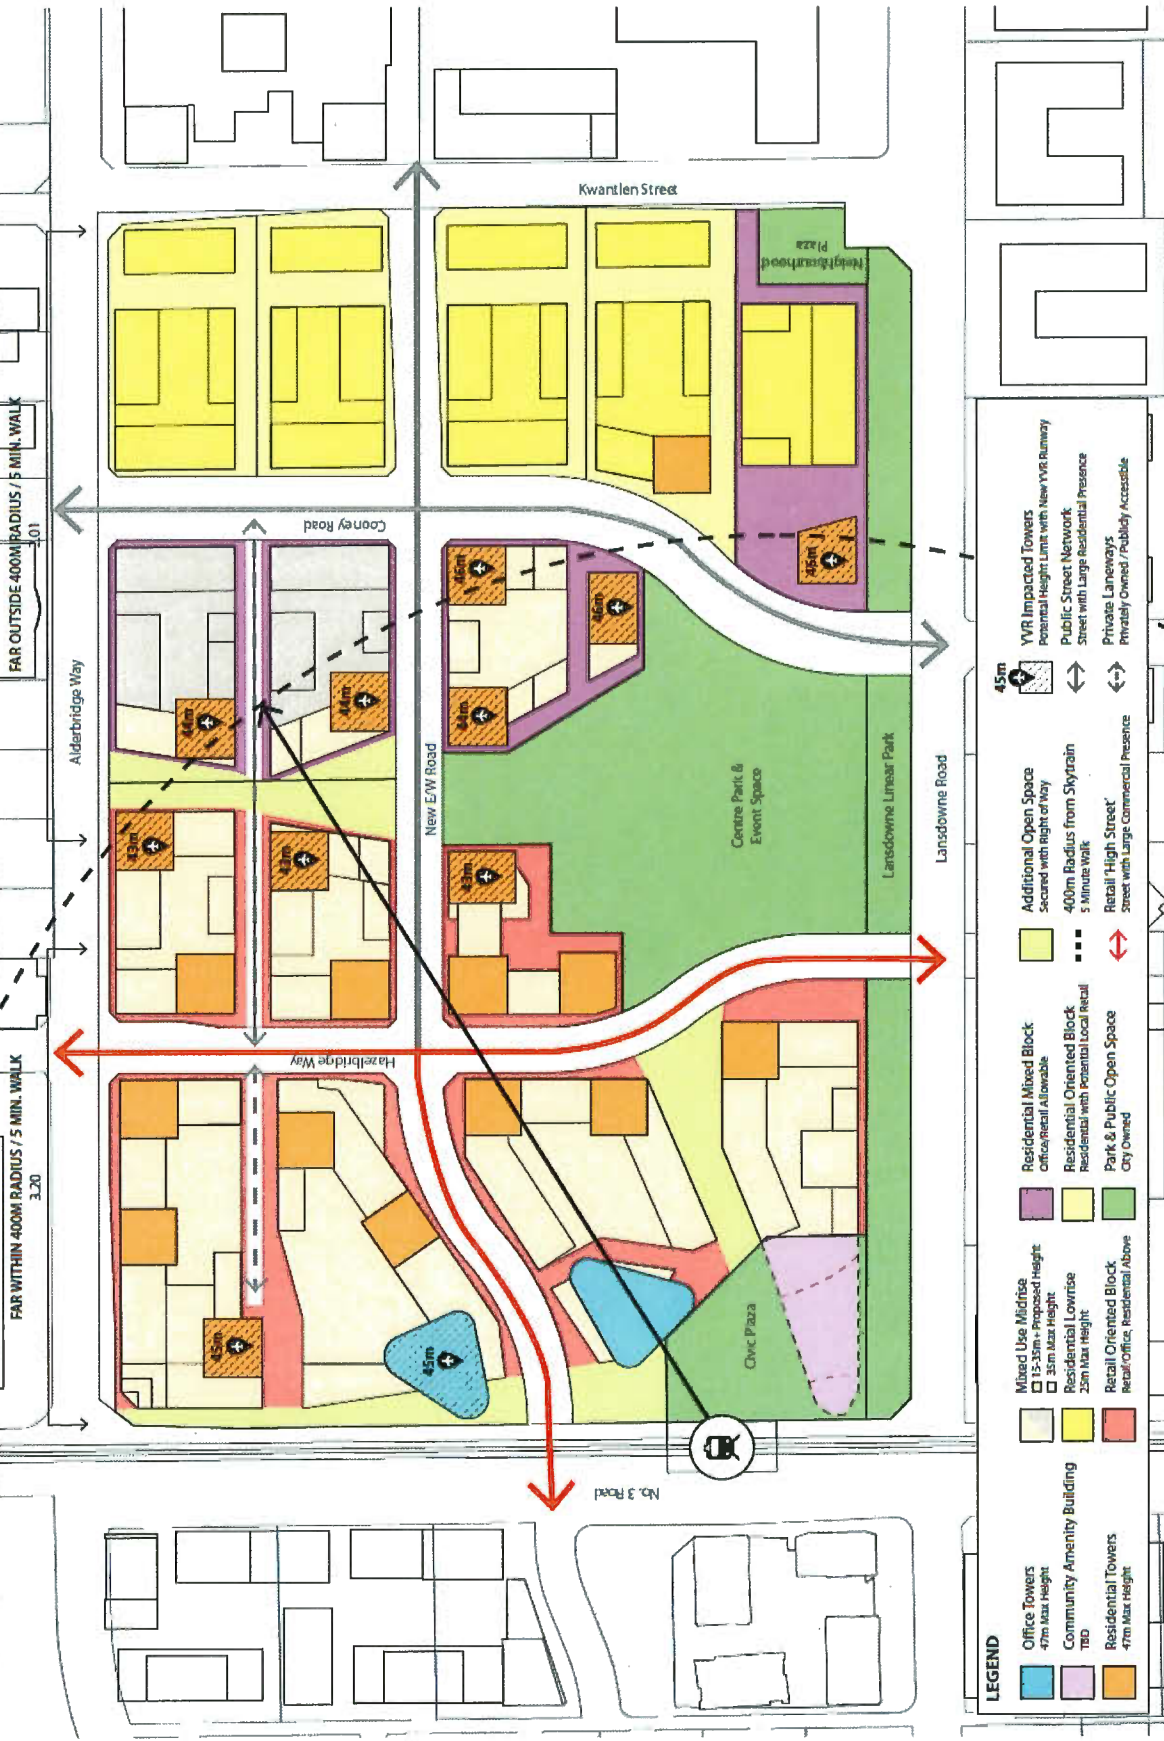 FAR WITHIN 400M RADIUS / 5 MIN. WALK
3.20
FAR OUTSIDE 400M RADIUS / 5 MIN. WALK
3.01
Alderbridge Way
Hazelbridge Way
Cooney Road
New E/W Road
Kwantlen Street
No. 3 Road
Lansdowne Road
Lansdowne Linear Park
Centre Park &
Event Space
Civic Plaza
Neighbourhood
Plaza
45m
45m
43m
43m
43m
44m
44m
44m
46m
46m
46m
LEGEND
Office Towers
47m Max Height
Community Amenity Building
TBD
Residential Towers
47m Max Height
Mixed Use Midrise
15-35m+ Proposed Height
35m Max Height
Residential Lowrise
25m Max Height
Retail Oriented Block
Retail/Office, Residential Above
Residential Mixed Block
Office/Retail Allowable
Residential Oriented Block
Residential with Potential Local Retail
Park & Public Open Space
City Owned
Additional Open Space
Secured with Right of Way
400m Radius from Skytrain
5 Minute Walk
Retail 'High Street'
Street with Large Commercial Presence
45m
YVR Impacted Towers
Potential Height Limit with New YVR Runway
Public Street Network
Street with Large Residential Presence
Private Laneways
Privately Owned / Publicly Accessible